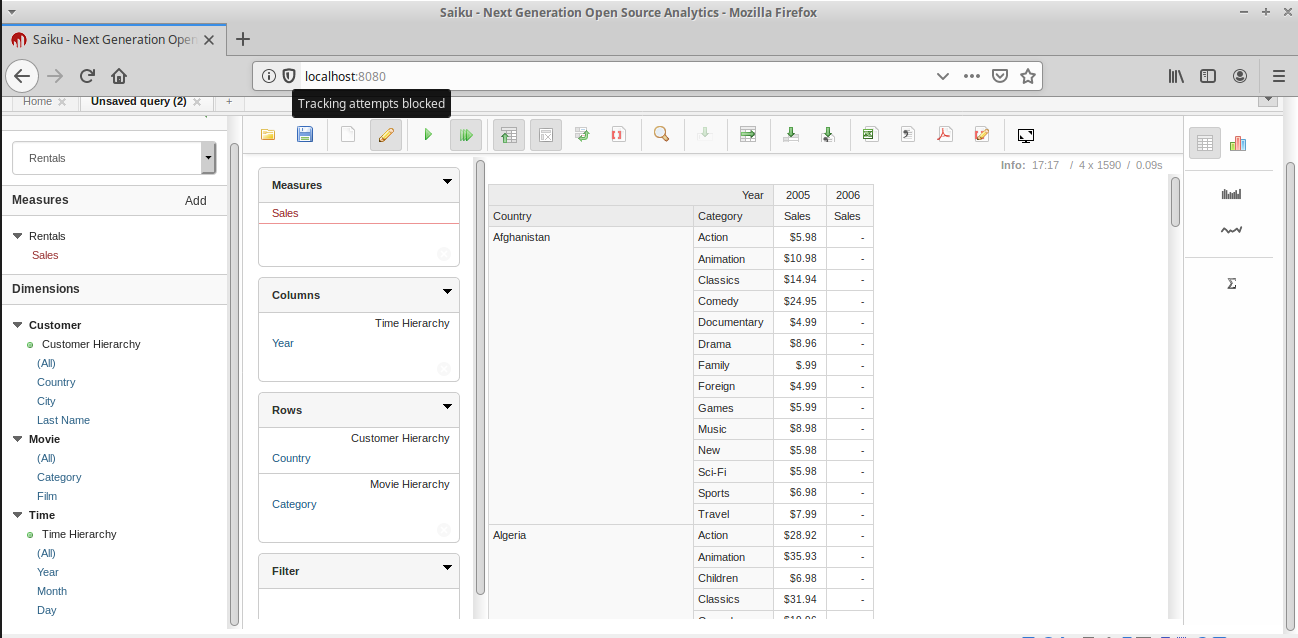 Saiku - Next Generation Open Source Analytics - Mozilla Firefox
Saiku - Next Generation Open
localhost:8080
Home Unsaved query (2) +
Tracking attempts blocked
Rentals
Measures Add
Rentals
Sales
Dimensions
Customer
Customer Hierarchy
(All)
Country
City
Last Name
Movie
(All)
Category
Film
Time
Time Hierarchy
(All)
Year
Month
Day
Measures
Sales
Columns
Time Hierarchy
Year
Rows
Customer Hierarchy
Country
Movie Hierarchy
Category
Filter
Info: 17:17 / 4 x 1590 / 0.09s
Year 2005 2006
Country Category Sales Sales
Afghanistan Action $5.98 -
Animation $10.98 -
Classics $14.94 -
Comedy $24.95 -
Documentary $4.99 -
Drama $8.96 -
Family $.99 -
Foreign $4.99 -
Games $5.99 -
Music $8.98 -
New $5.98 -
Sci-Fi $5.98 -
Sports $6.98 -
Travel $7.99 -
Algeria Action $28.92 -
Animation $35.93 -
Children $6.98 -
Classics $31.94 -
Σ